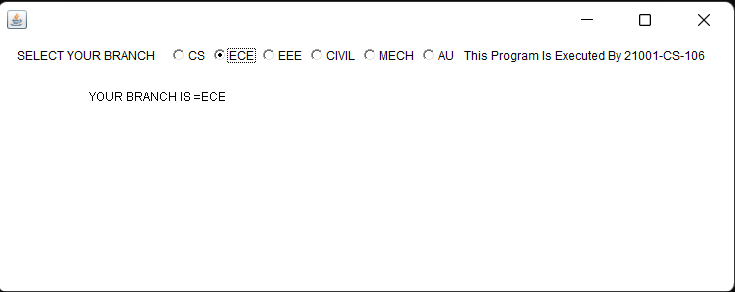 SELECT YOUR BRANCH CS ECE EEE CIVIL MECH AU This Program Is Executed By 21001-CS-106
YOUR BRANCH IS =ECE